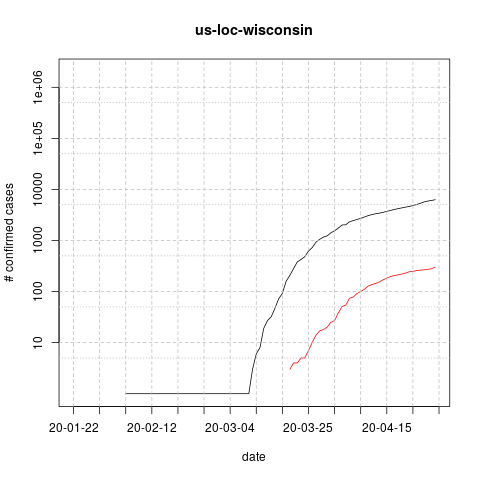 us-loc-wisconsin
# confirmed cases
1e+06
1e+05
10000
1000
100
10
20-01-22 20-02-12 20-03-04 20-03-25 20-04-15
date